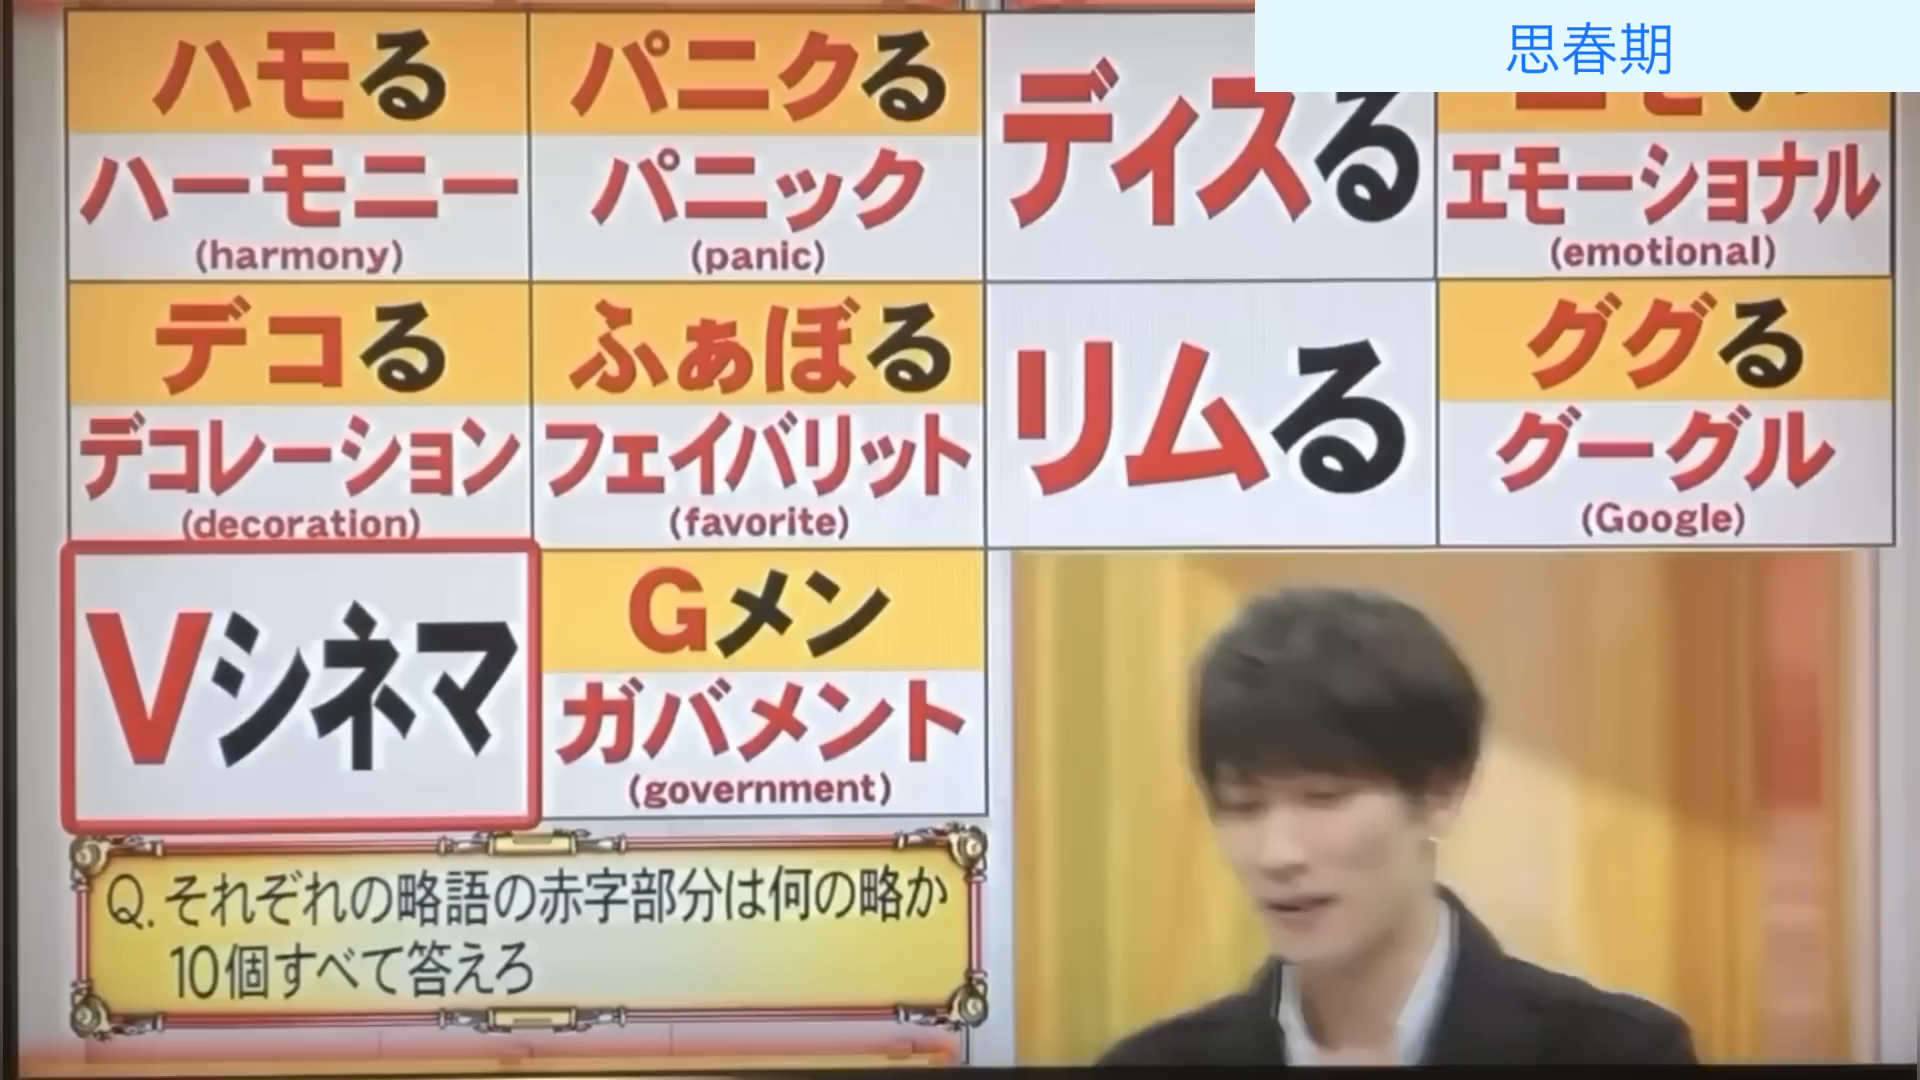 思春期
ハモる
ハーモニー
(harmony)
パニクる
パニック
(panic)
ディスる
エモい
エモーショナル
(emotional)
デコる
デコレーション
(decoration)
ふぁぼる
フェイバリット
(favorite)
リムる
ググる
グーグル
(Google)
Vシネマ
Gメン
ガバメント
(government)
Q.それぞれの略語の赤字部分は何の略か
10個すべて答えろ